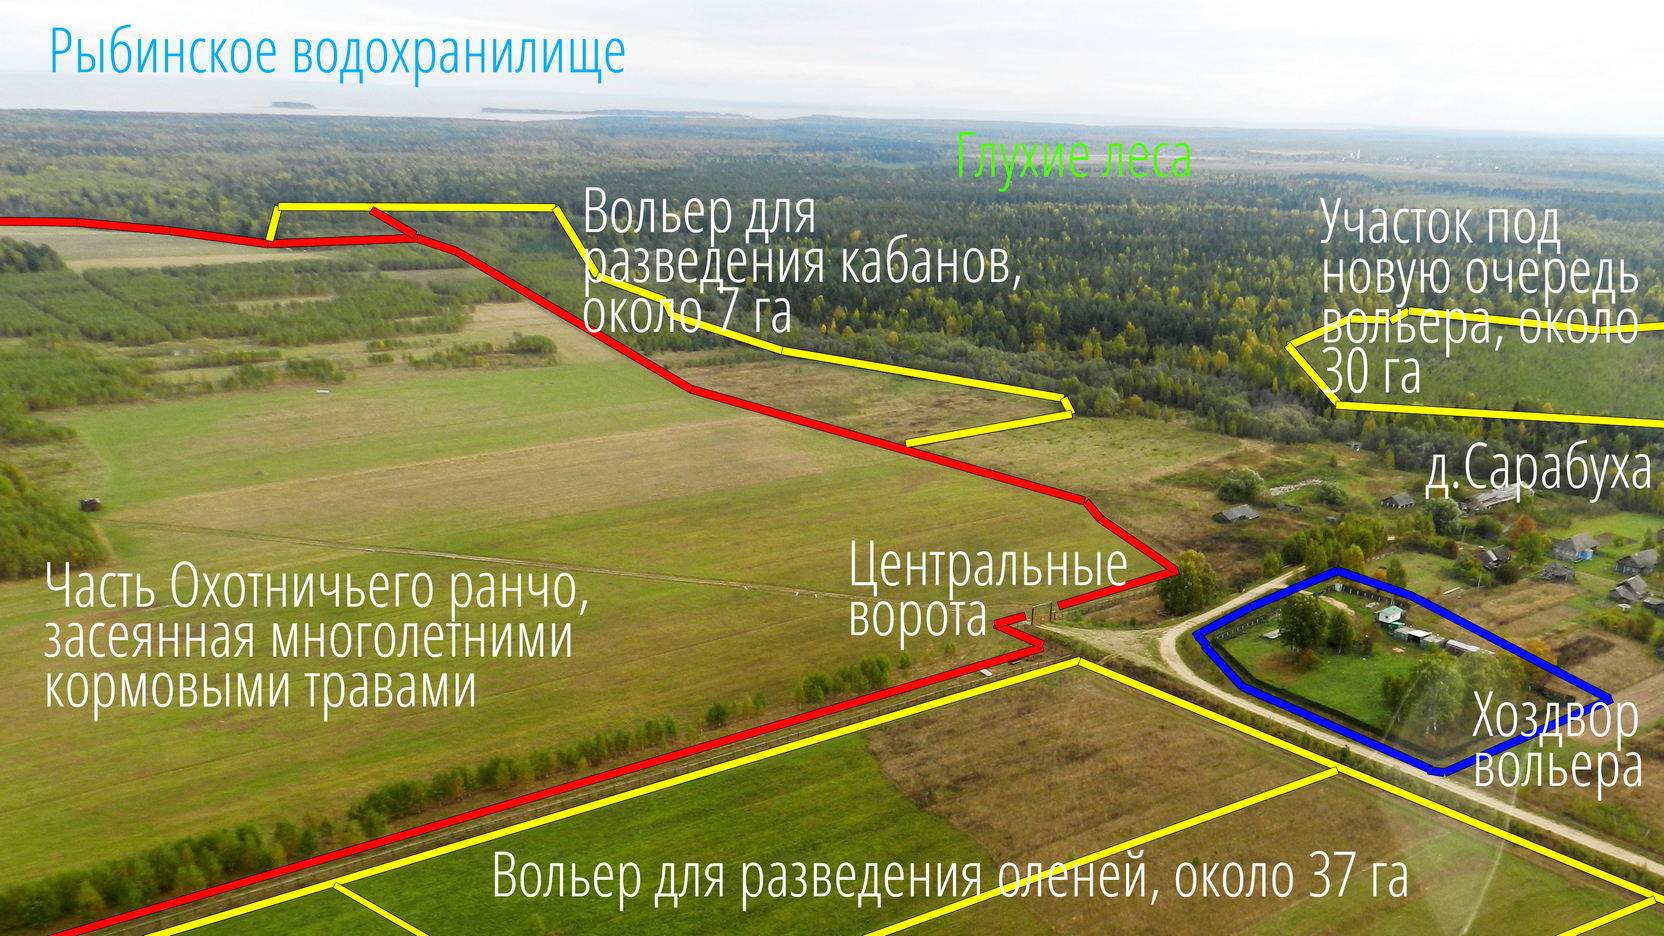 Рыбинское водохранилище
Глухие леса
Вольер для
разведения кабанов,
около 7 га
Участок под
новую очередь
вольера, около
30 га
д.Сарабуха
Центральные
ворота
Часть Охотничьего ранчо,
засеянная многолетними
кормовыми травами
Хоздвор
вольера
Вольер для разведения оленей, около 37 га